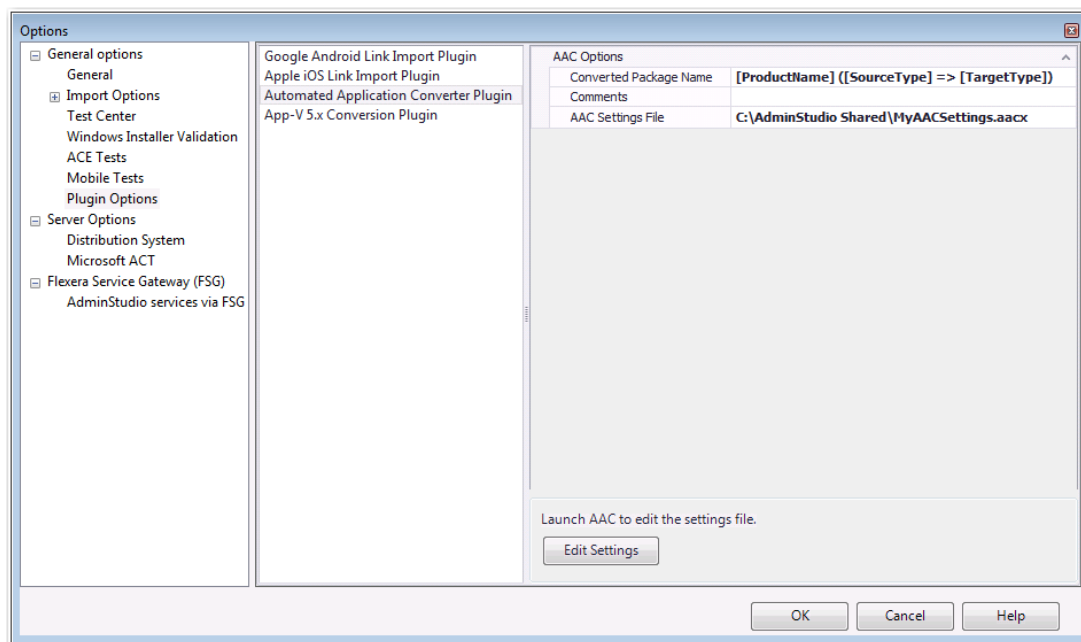 Options
General options
General
Import Options
Test Center
Windows Installer Validation
ACE Tests
Mobile Tests
Plugin Options
Server Options
Distribution System
Microsoft ACT
Flexera Service Gateway (FSG)
AdminStudio services via FSG
Google Android Link Import Plugin
Apple iOS Link Import Plugin
Automated Application Converter Plugin
App-V 5.x Conversion Plugin
AAC Options
Converted Package Name [ProductName] ([SourceType] => [TargetType])
Comments
AAC Settings File C:\AdminStudio Shared\MyAACSettings.aacx
Launch AAC to edit the settings file.
Edit Settings
OK Cancel Help